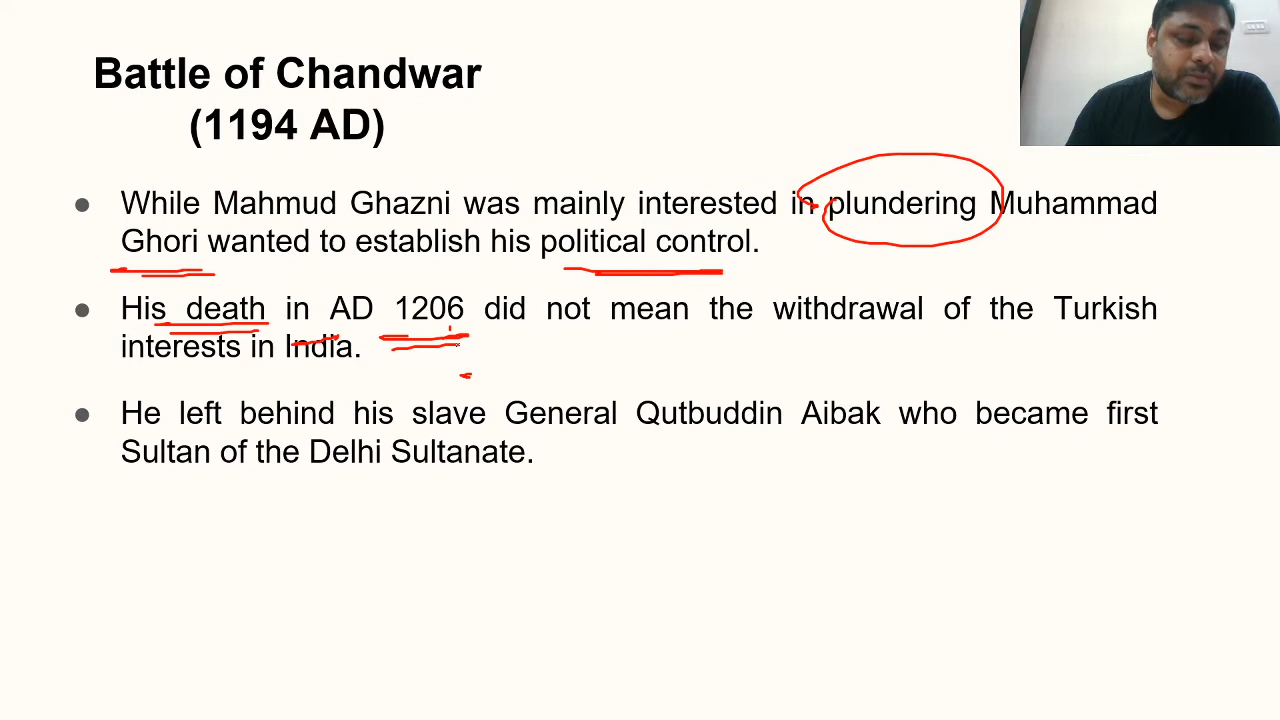 Battle of Chandwar
(1194 AD)
● While Mahmud Ghazni was mainly interested in plundering Muhammad
Ghori wanted to establish his political control.
● His death in AD 1206 did not mean the withdrawal of the Turkish
interests in India.
● He left behind his slave General Qutbuddin Aibak who became first
Sultan of the Delhi Sultanate.